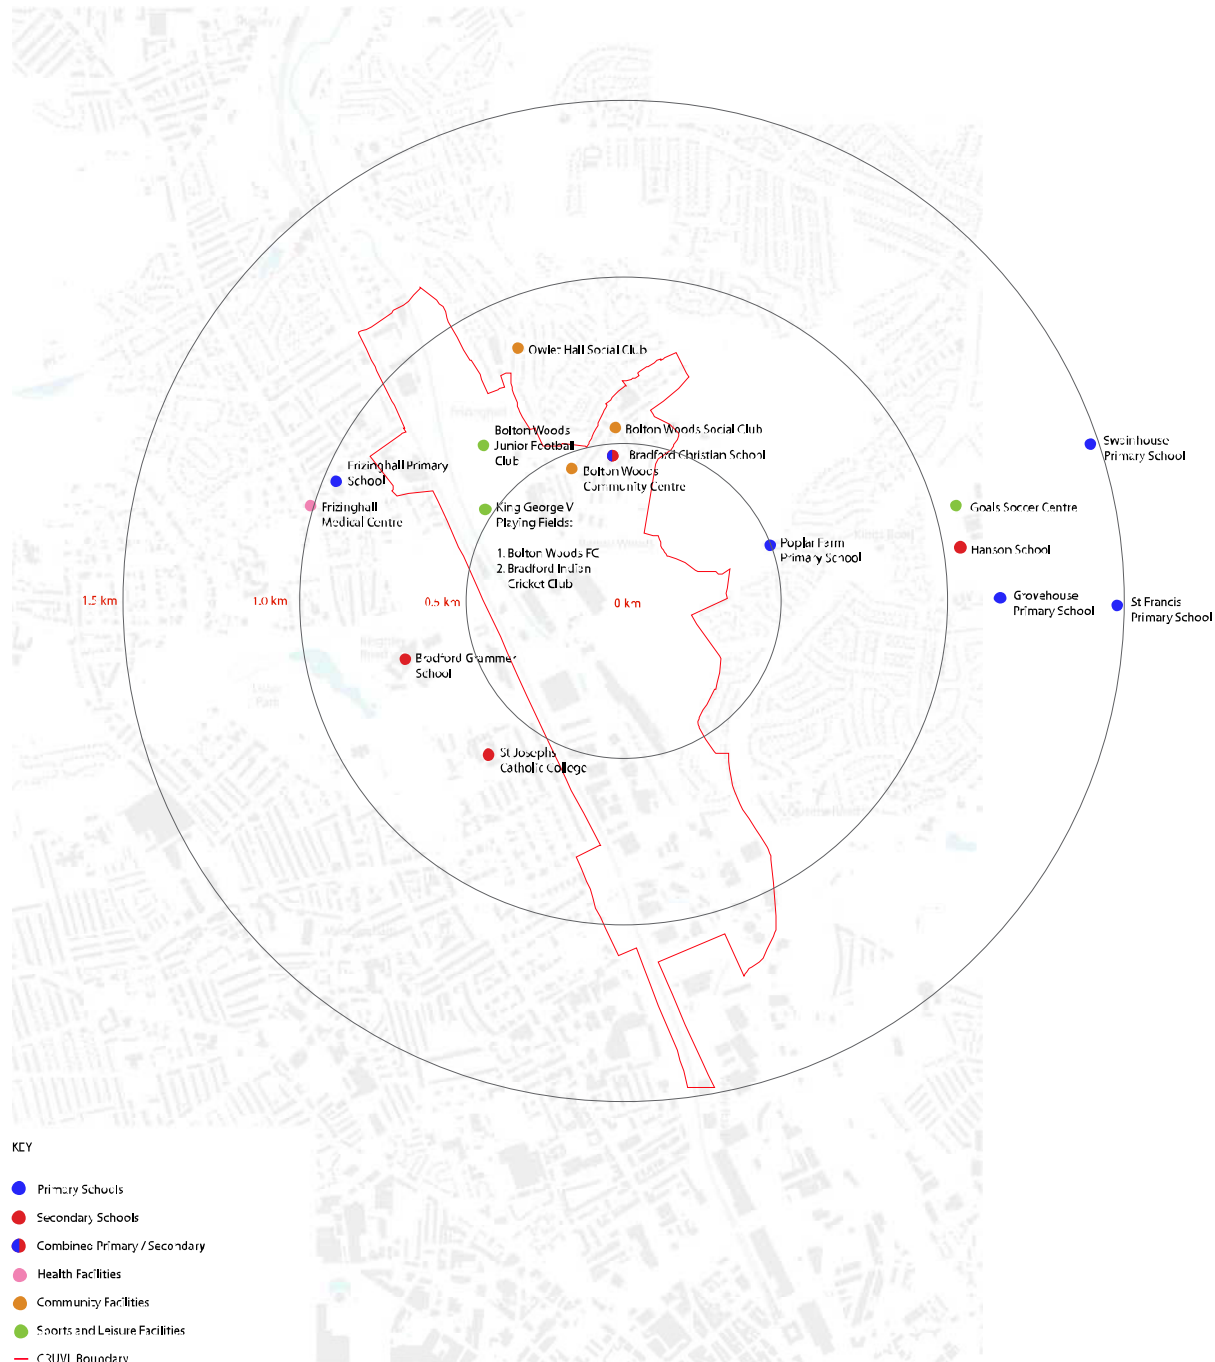 Owlet Hall Social Club
Bolton Woods
Junior Football
Club
Bolton Woods Social Club
Bradford Christian School
Bolton Woods
Community Centre
Swainhouse
Primary School
Frizinghall Primary
School
Frizinghall
Medical Centre
King George V
Playing Fields:
1. Bolton Woods FC
2. Bradford Indian
Cricket Club
Goals Soccer Centre
Poplar Farm
Primary School
Hanson School
1.5 km
1.0 km
0.5 km
0 km
Grovehouse
Primary School
St Francis
Primary School
Bradford Grammer
School
St Josephs
Catholic College
KEY
Primary Schools
Secondary Schools
Combined Primary / Secondary
Health Facilities
Community Facilities
Sports and Leisure Facilities
Boundary